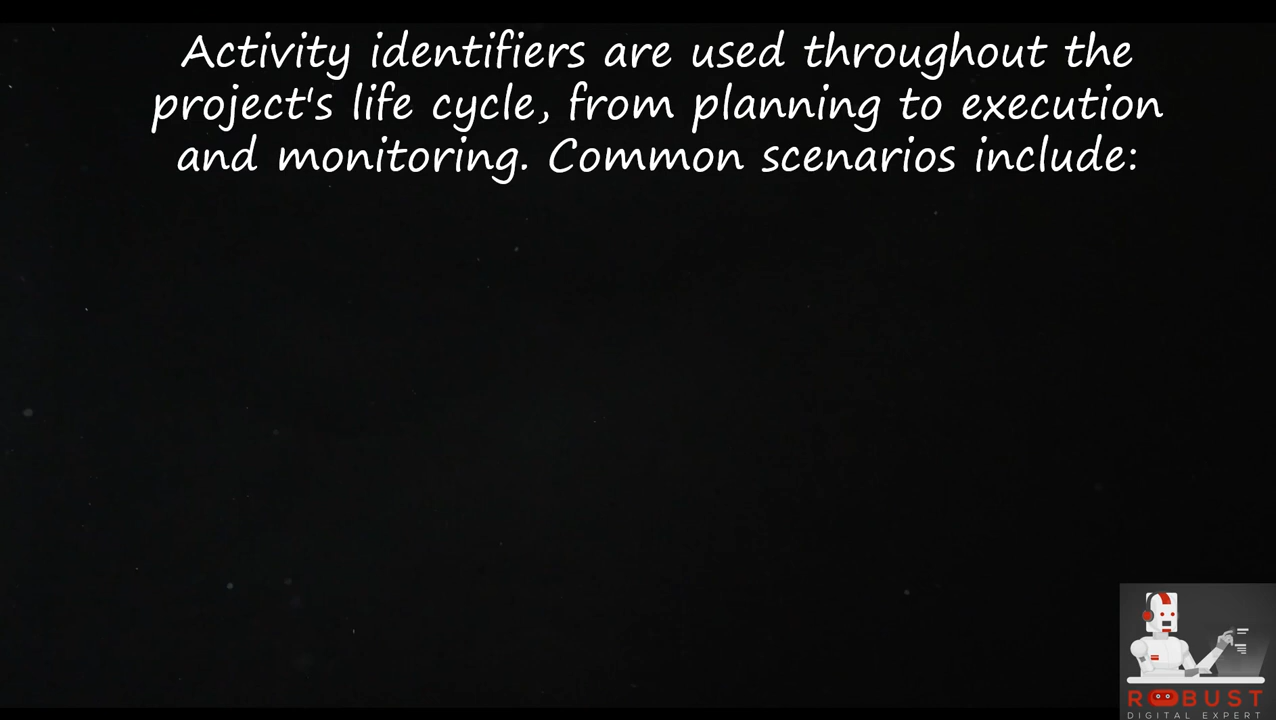 Activity identifiers are used throughout the
project's life cycle, from planning to execution
and monitoring. Common scenarios include:
ROBUST
DIGITAL EXPERT